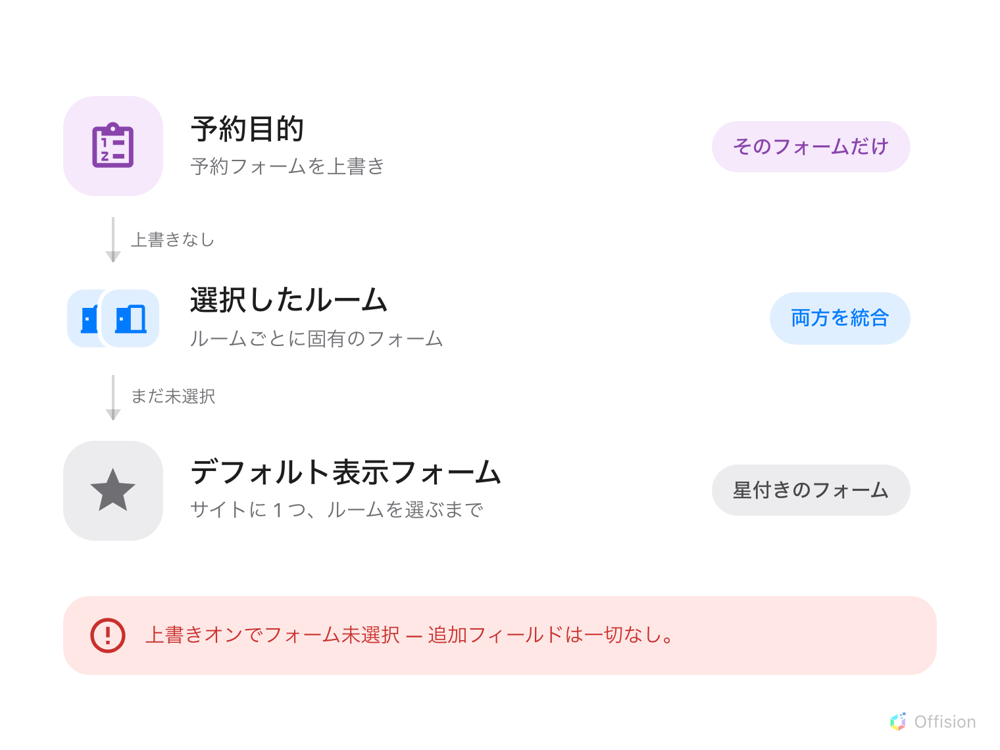 予約目的
予約フォームを上書き
そのフォームだけ
上書きなし
選択したルーム
ルームごとに固有のフォーム
両方を統合
まだ未選択
デフォルト表示フォーム
サイトに 1 つ、ルームを選ぶまで
星付きのフォーム
上書きオンでフォーム未選択 — 追加フィールドは一切なし。
Offision